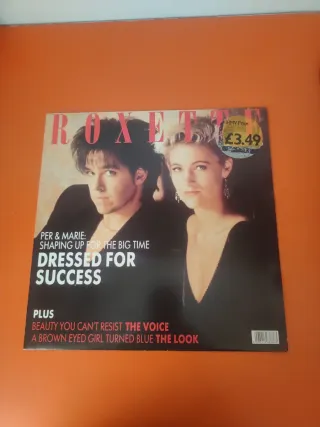 ROXETTE
£3.49
PER & MARIE:
SHAPING UP FOR THE BIG TIME
DRESSED FOR
SUCCESS
PLUS
BEAUTY YOU CAN'T RESIST THE VOICE
A BROWN EYED GIRL TURNED BLUE THE LOOK